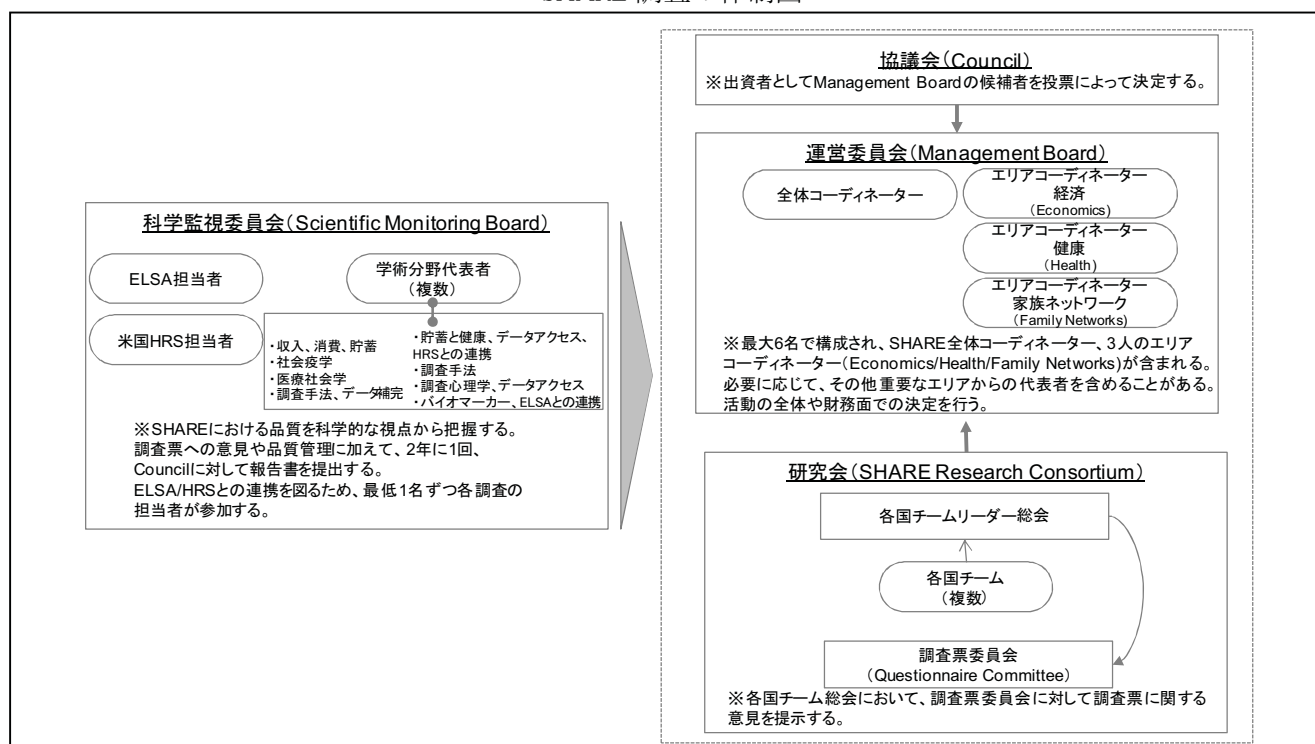 科学監視委員会（Scientific Monitoring Board）
ELSA担当者
米国HRS担当者
学術分野代表者
（複数）
・収入、消費、貯蓄
・社会疫学
・医療社会学
・調査手法、データ補完
・貯蓄と健康、データアクセス、
HRSとの連携
・調査手法
・調査心理学、データアクセス
・バイオマーカー、ELSAとの連携
※SHAREにおける品質を科学的な視点から把握する。
調査票への意見や品質管理に加えて、2年に1回、
Councilに対して報告書を提出する。
ELSA/HRSとの連携を図るため、最低1名ずつ各調査の
担当者が参加する。
協議会（Council）
※出資者としてManagement Boardの候補者を投票によって決定する。
運営委員会（Management Board）
全体コーディネーター
エリアコーディネーター
経済
（Economics）
エリアコーディネーター
健康
（Health）
エリアコーディネーター
家族ネットワーク
（Family Networks）
※最大6名で構成され、SHARE全体コーディネーター、3人のエリア
コーディネーター（Economics/Health/Family Networks）が含まれる。
必要に応じて、その他重要なエリアからの代表者を含めることがある。
活動の全体や財務面での決定を行う。
研究会（SHARE Research Consortium）
各国チームリーダー総会
各国チーム
（複数）
調査票委員会
（Questionnaire Committee）
※各国チーム総会において、調査票委員会に対して調査票に関する
意見を提示する。